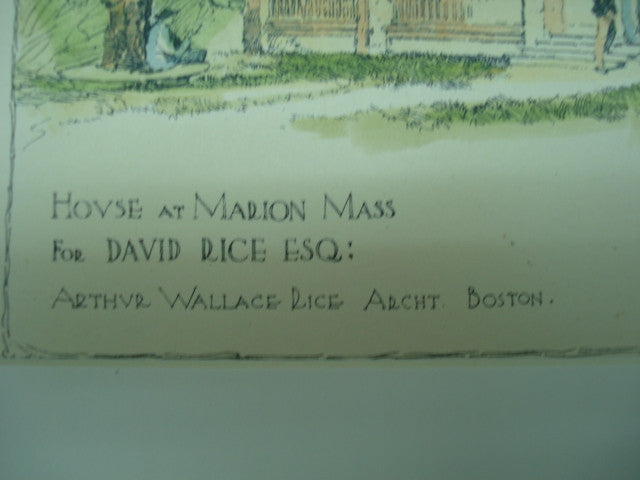 HOVSE AT MARION MASS
FOR DAVID RICE ESQ:
ARTHVR WALLACE RICE ARCHT. BOSTON.